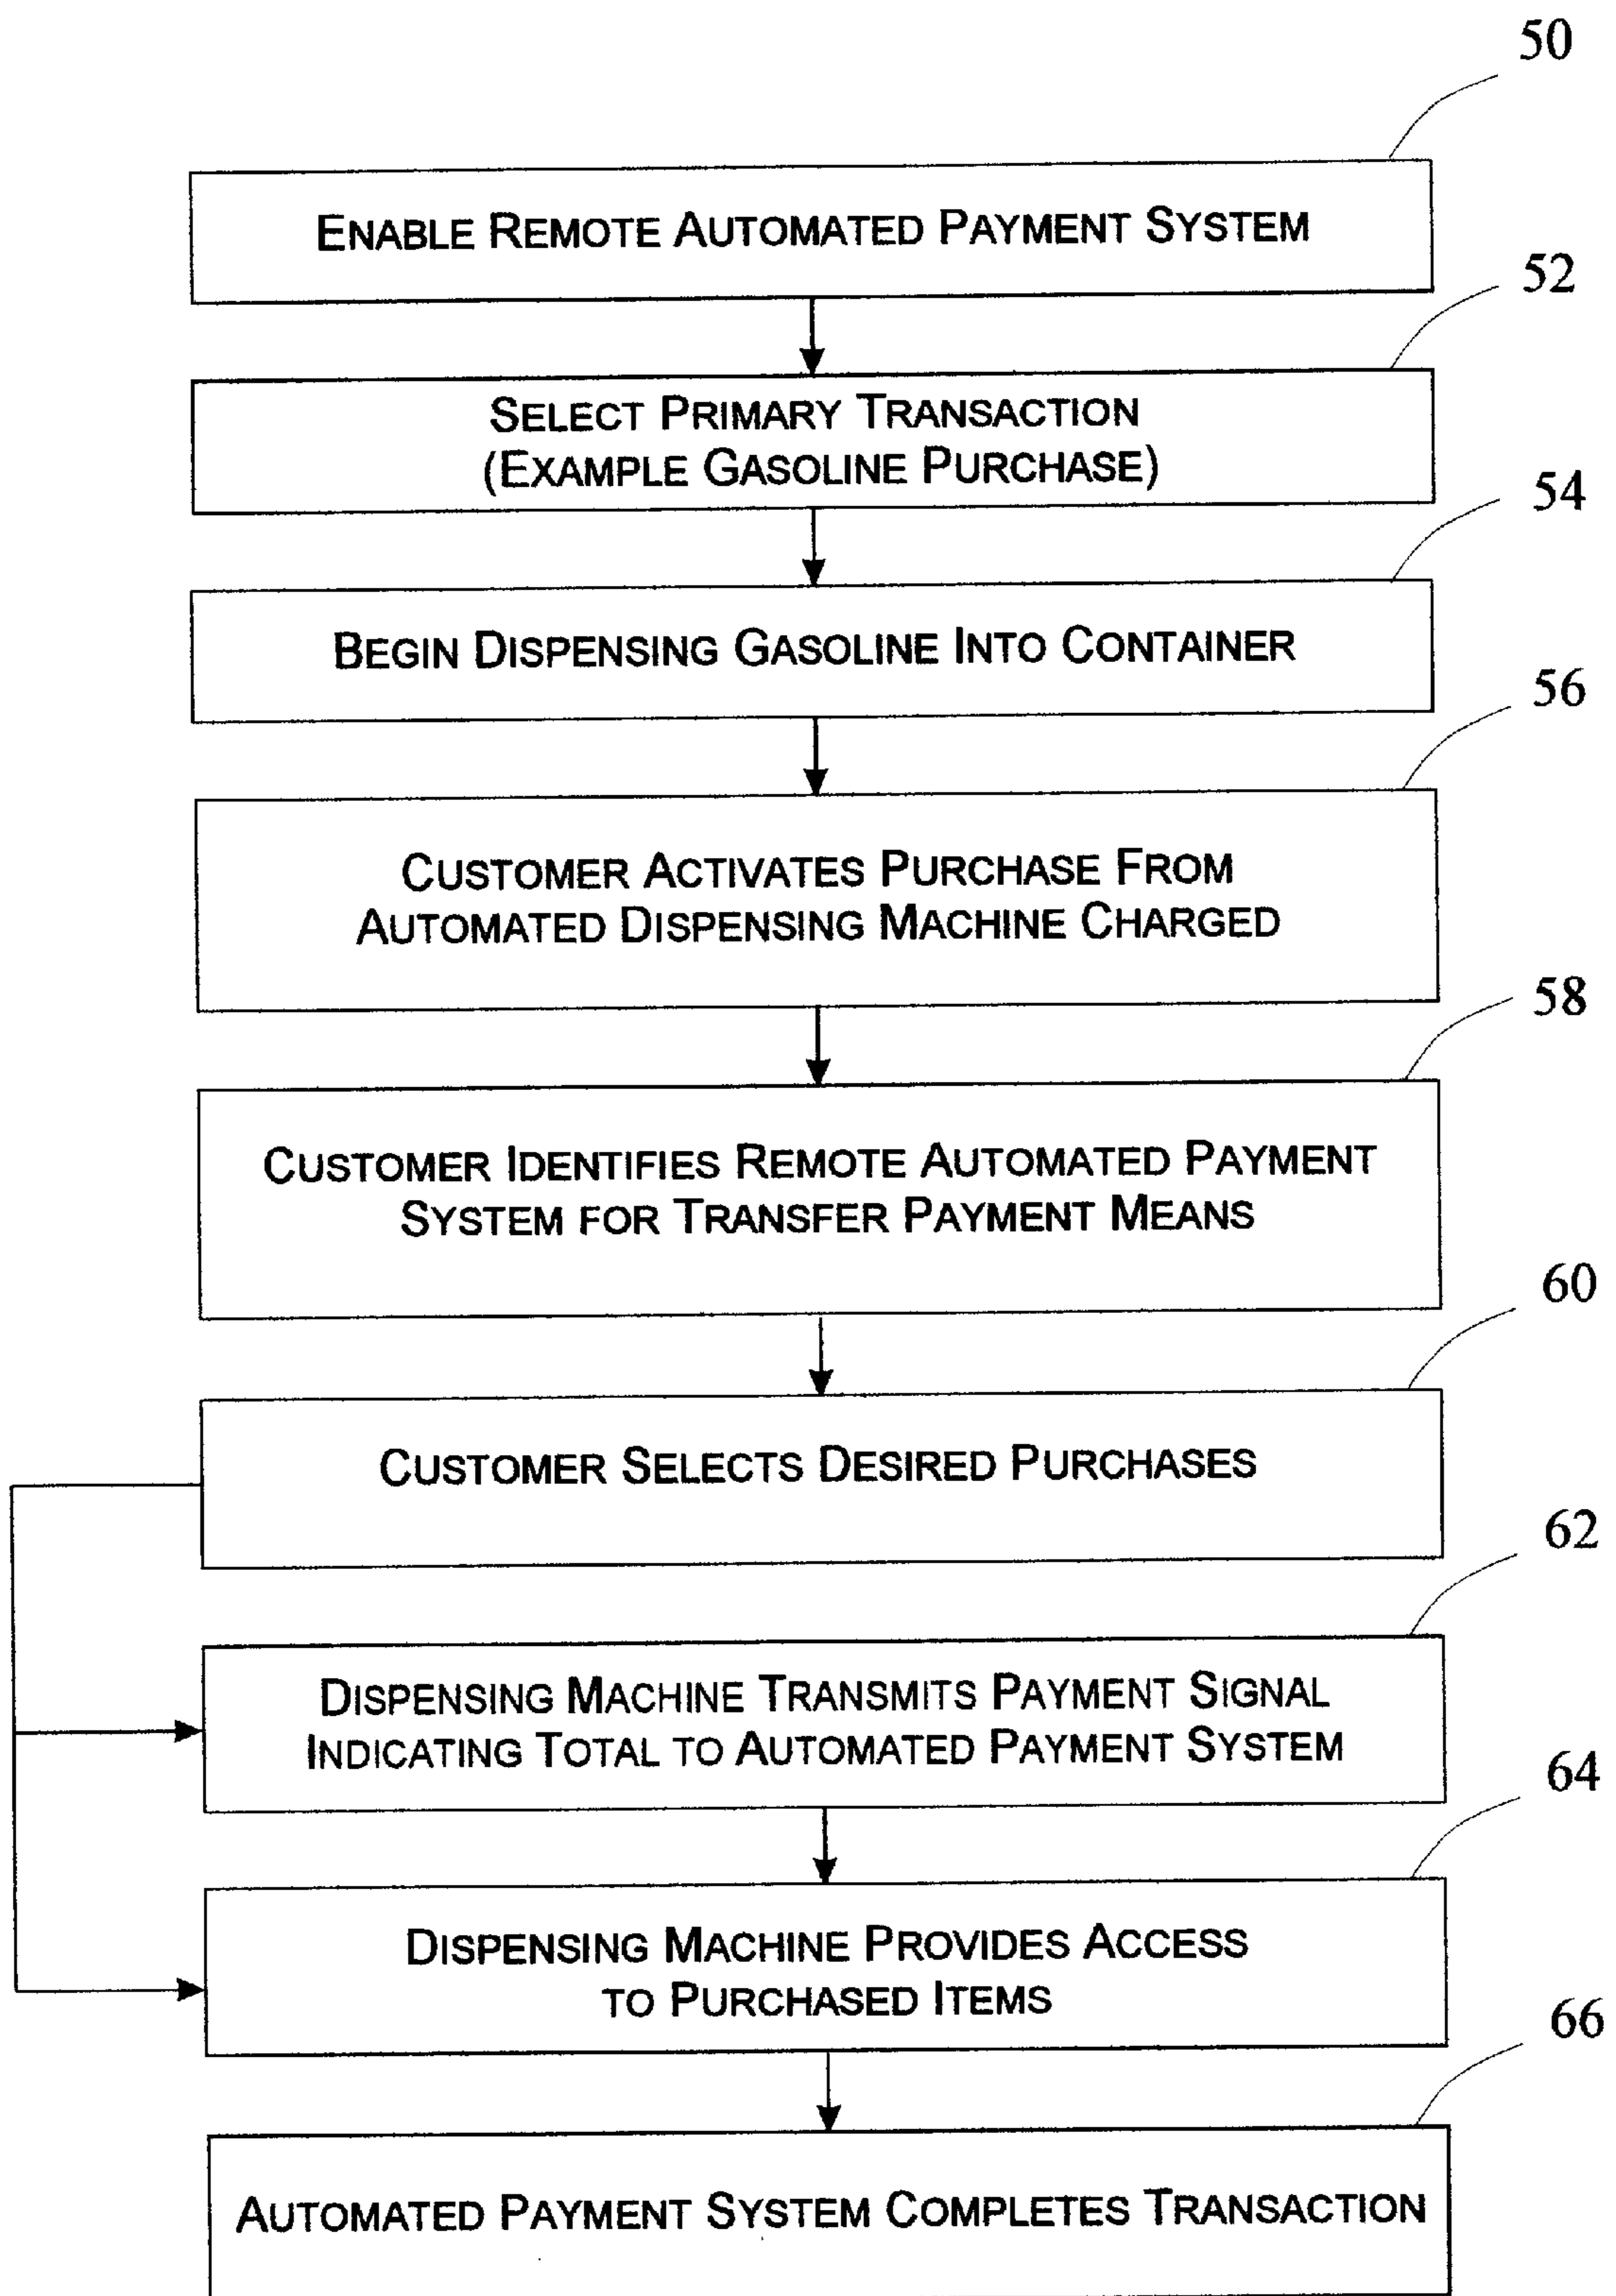 50
ENABLE REMOTE AUTOMATED PAYMENT SYSTEM
52
SELECT PRIMARY TRANSACTION
(EXAMPLE GASOLINE PURCHASE)
54
BEGIN DISPENSING GASOLINE INTO CONTAINER
56
CUSTOMER ACTIVATES PURCHASE FROM
AUTOMATED DISPENSING MACHINE CHARGED
58
CUSTOMER IDENTIFIES REMOTE AUTOMATED PAYMENT
SYSTEM FOR TRANSFER PAYMENT MEANS
60
CUSTOMER SELECTS DESIRED PURCHASES
62
DISPENSING MACHINE TRANSMITS PAYMENT SIGNAL
INDICATING TOTAL TO AUTOMATED PAYMENT SYSTEM
64
DISPENSING MACHINE PROVIDES ACCESS
TO PURCHASED ITEMS
66
AUTOMATED PAYMENT SYSTEM COMPLETES TRANSACTION